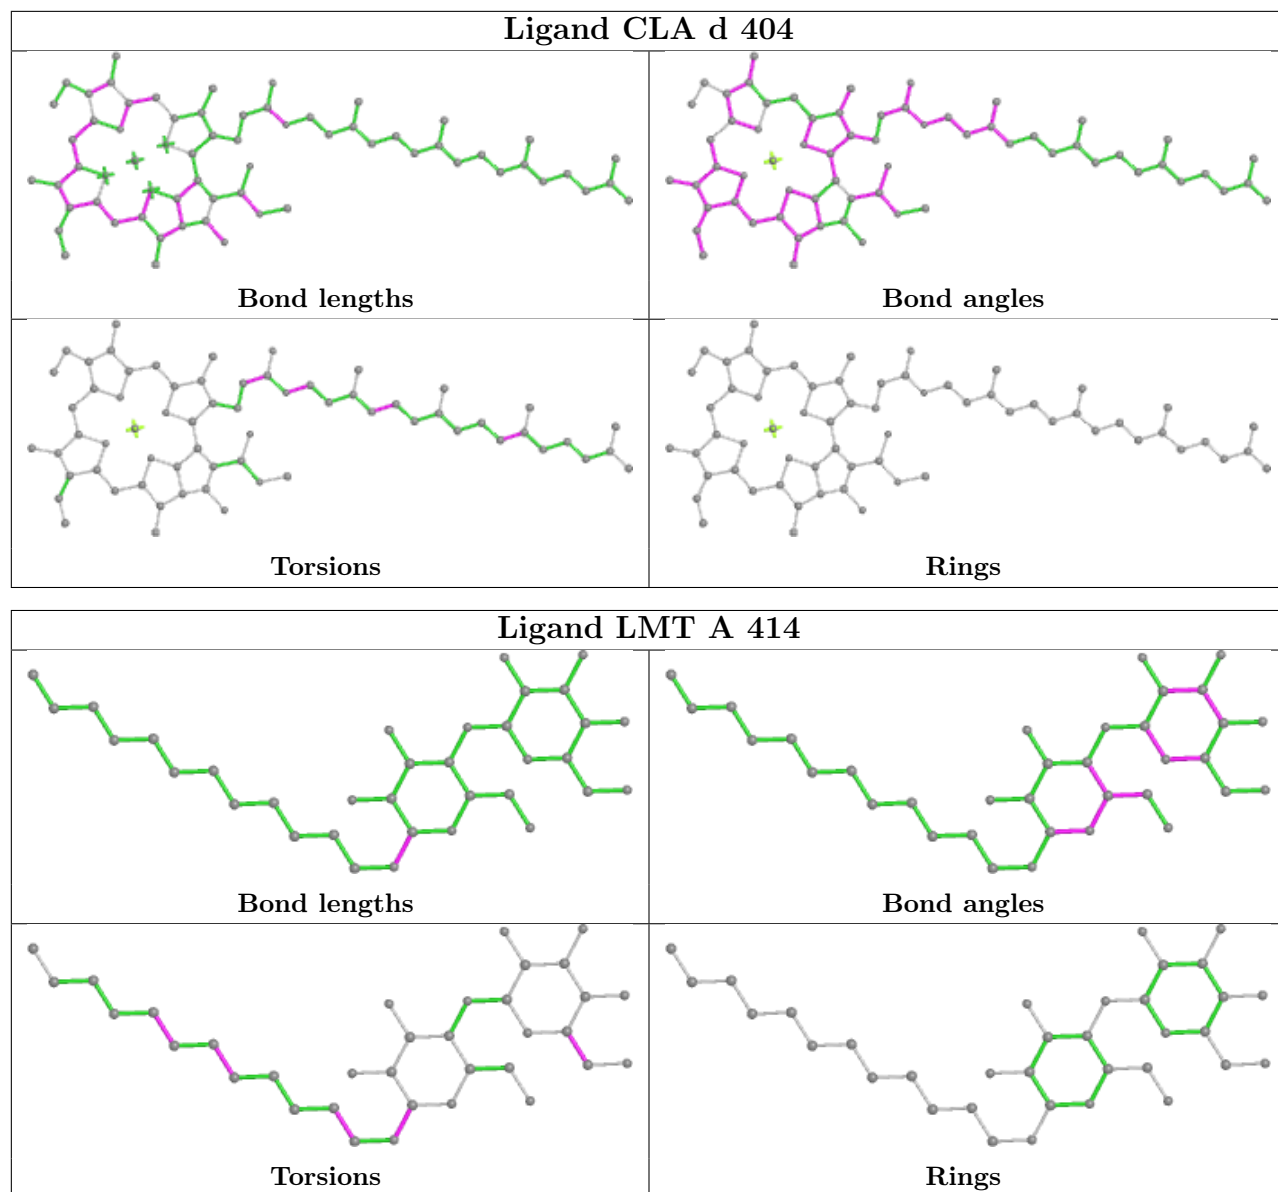 Ligand CLA d 404
Bond lengths
Bond angles
Torsions
Rings
Ligand LMT A 414
Bond lengths
Bond angles
Torsions
Rings